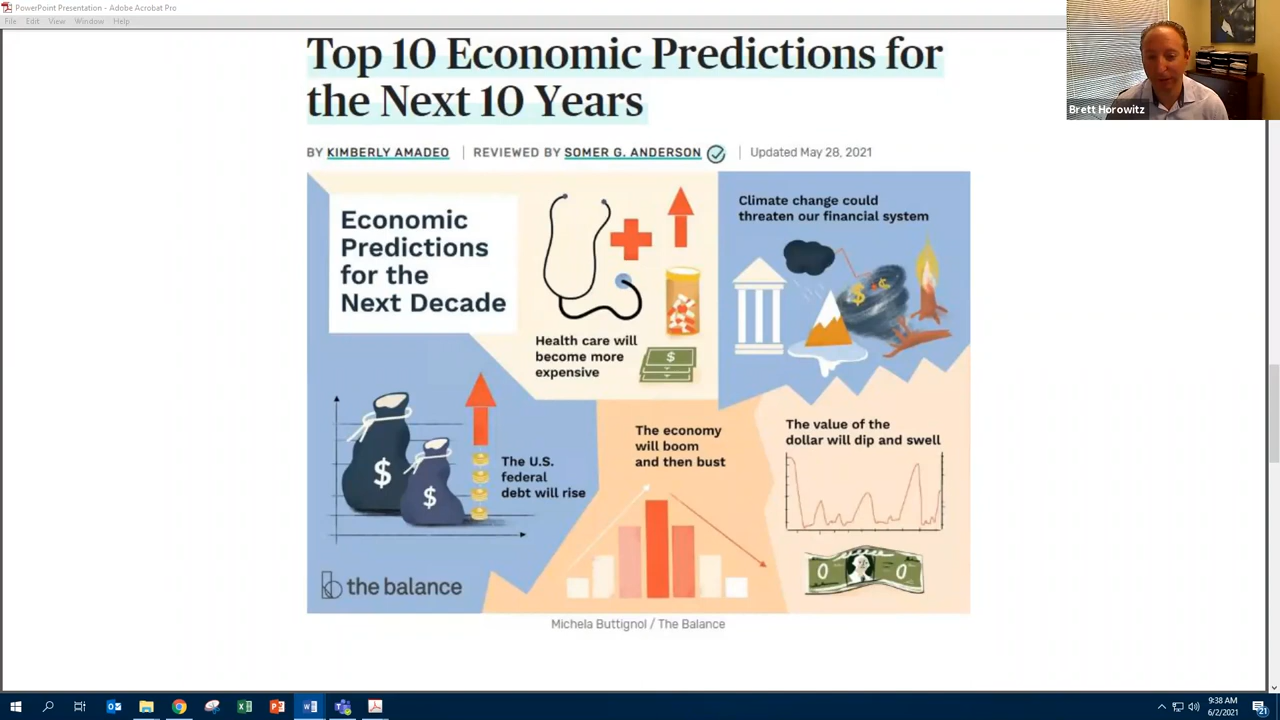 PowerPoint Presentation - Adobe Acrobat Pro
File Edit View Window Help
Top 10 Economic Predictions for
the Next 10 Years
BY KIMBERLY AMADEO | REVIEWED BY SOMER G. ANDERSON | Updated May 28, 2021
Economic
Predictions
for the
Next Decade
Health care will
become more
expensive
$
Climate change could
threaten our financial system
$ $
$
$
The U.S.
federal
debt will rise
The economy
will boom
and then bust
The value of the
dollar will dip and swell
0 0
the balance
Michela Buttignol / The Balance
Brett Horowitz
9:38 AM
6/2/2021
21